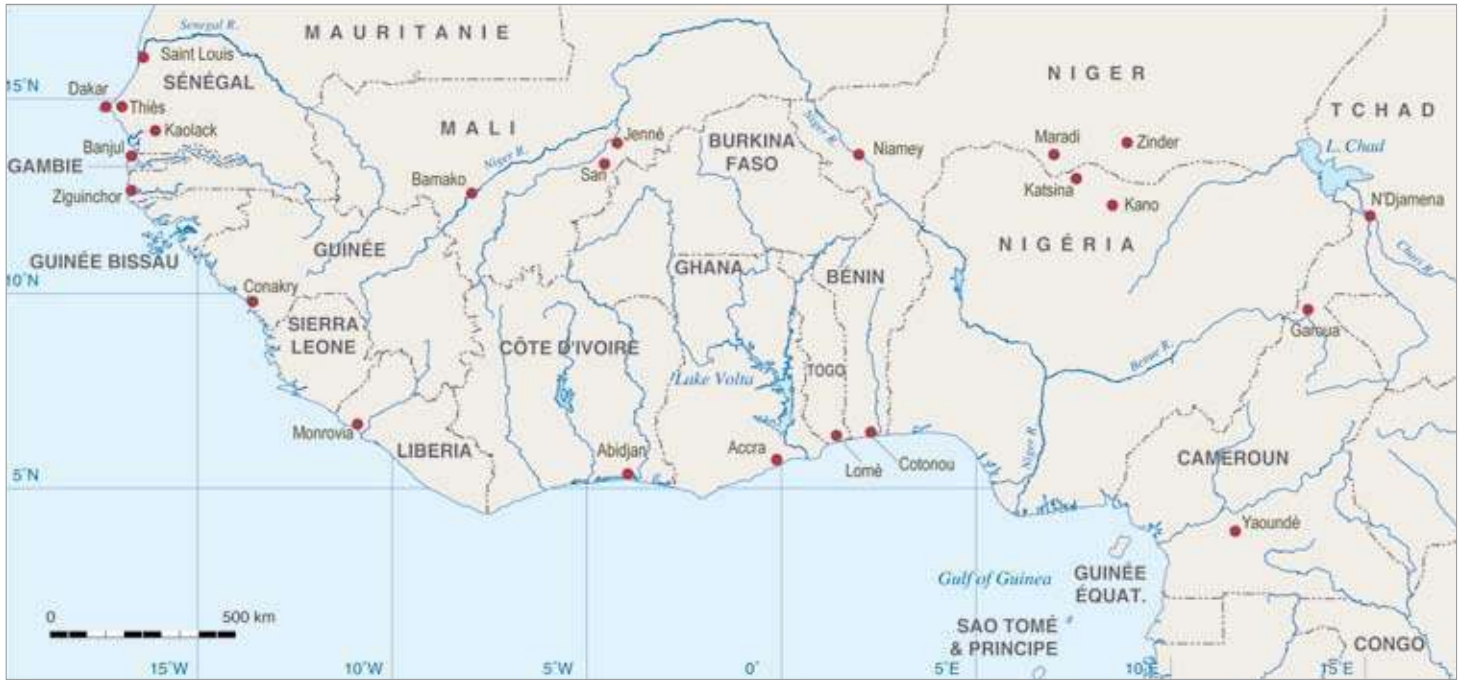 MAURITANIE
Senegal R.
Saint Louis
SÉNÉGAL
NIGER
TCHAD
15°N
Dakar
Thiès
Kaolack
MALI
Jenné
BURKINA
FASO
Niger R.
Niamey
Maradi
Zinder
L. Chad
Banjul
GAMBIE
Niger R.
San
Katsina
Kano
Bamako
N'Djamena
Ziguinchor
GUINÉE
NIGÉRIA
GUINÉE BISSAU
GHANA
BÉNIN
Chari R.
10°N
Conakry
SIERRA
LEONE
CÔTE D'IVOIRE
Garoua
Benue R.
Lake Volta
TOGO
Monrovia
LIBERIA
Abidjan
Accra
Lomè
Cotonou
Niger R.
CAMEROUN
5°N
Yaoundè
Gulf of Guinea
GUINÉE
ÉQUAT.
0
500 km
SAO TOMÉ
& PRINCIPE
CONGO
15°W
10°W
5°W
0°
5°E
10°E
15°E